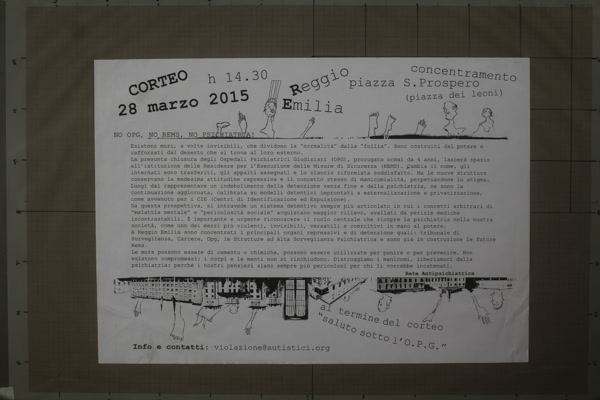 CORTEO h 14.30
28 marzo 2015
Reggio
Emilia
concentramento
piazza S.Prospero
(piazza dei leoni)
NO OPG, NO REMS, NO PSICHIATRIA!
Esistono muri, a volte invisibili, che dividono la "normalità" dalla "follia". Sono costruiti dal potere e
rafforzati dal deserto che si trova al loro esterno.
La presunta chiusura degli Ospedali Psichiatrici Giudiziari (OPG), prorogata ormai da 4 anni, lascerà spazio
all'istituzione delle Residenze per l'Esecuzione delle Misure di Sicurezza (REMS). Cambia il nome, gli
internati sono trasferiti, gli appalti assegnati e lo slancio riformista soddisfatto. Ma le nuove strutture
conservano la medesima attitudine repressiva e il concetto stesso di manicomialità, perpetuandone lo stigma.
Lungi dal rappresentare un indebolimento della detenzione senza fine e della psichiatria, ne sono la
continuazione aggiornata, calibrata su modelli detentivi improntati a esternalizzazione e privatizzazione,
come avvenuto per i CIE (Centri di Identificazione ed Espulsione).
In questa prospettiva, si intravede un sistema detentivo sempre più articolato in cui i concetti arbitrari di
"malattia mentale" e "pericolosità sociale" acquistano maggior rilievo, avallati da perizie mediche
incontrastabili. È importante e urgente riconoscere il ruolo centrale che ricopre la psichiatria nella nostra
società, come uno dei mezzi più violenti, invisibili, versatili e coercitivi in mano al potere.
A Reggio Emilia sono concentrati i principali organi repressivi e di detenzione quali: tribunale di
Sorveglianza, Carcere, Opg, le Strutture ad Alta Sorveglianza Psichiatrica e sono già in costruzione le future
Rems.
Le mura possono essere di cemento o chimiche, possono essere utilizzate per punire o per prevenire. Non
esistono compromessi: i corpi e le menti non si rinchiudono. Distruggiamo i manicomi, liberiamoci dalla
psichiatria: perché i nostri pensieri siano sempre più pericolosi per chi li vorrebbe incatenati.
Rete Antipsichiatrica
al termine del corteo
"saluto sotto l'O.P.G."
Info e contatti: violazione@autistici.org